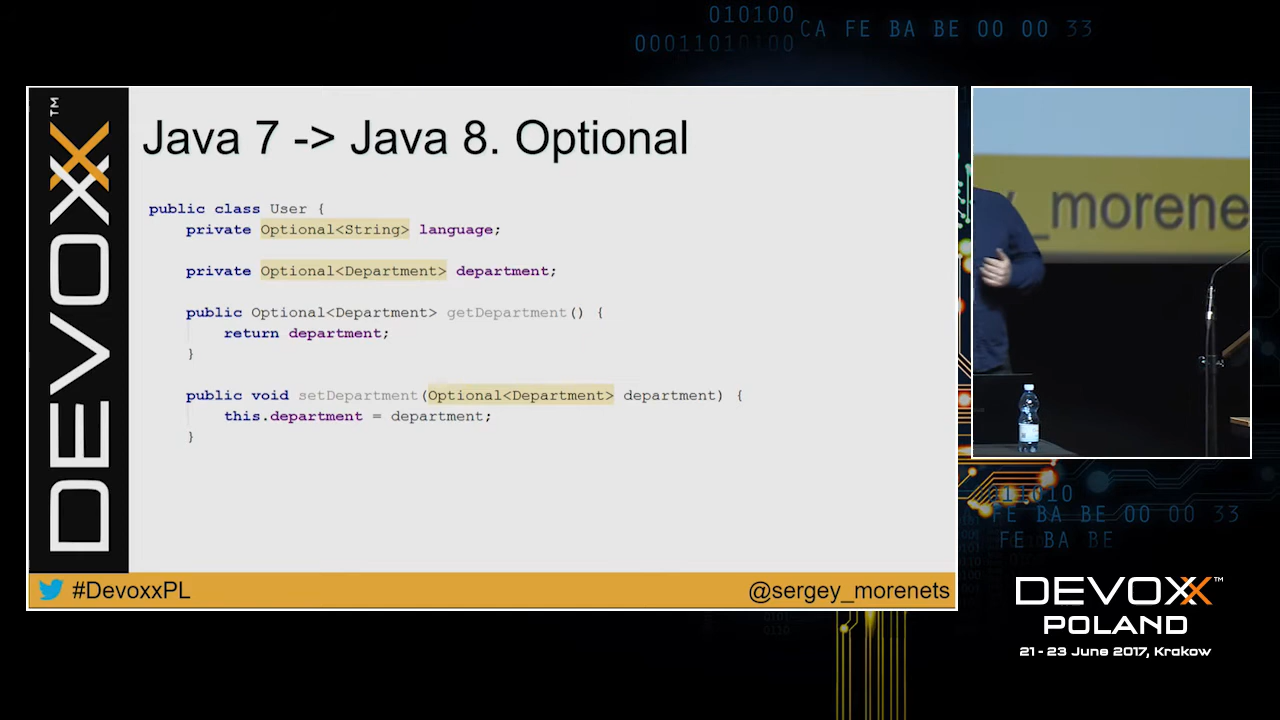 010100
00011010100
CA FE BA BE 00 00 33
DEVOXX™
Java 7 -> Java 8. Optional
public class User {
private Optional<String> language;
private Optional<Department> department;
public Optional<Department> getDepartment() {
return department;
}
public void setDepartment(Optional<Department> department) {
this.department = department;
}
#DevoxxPL
@sergey_morenets
_morene
011010
FE BA BE 00 00 33
FE BA BE
DEVOXX™
POLAND
21 - 23 June 2017, Krakow